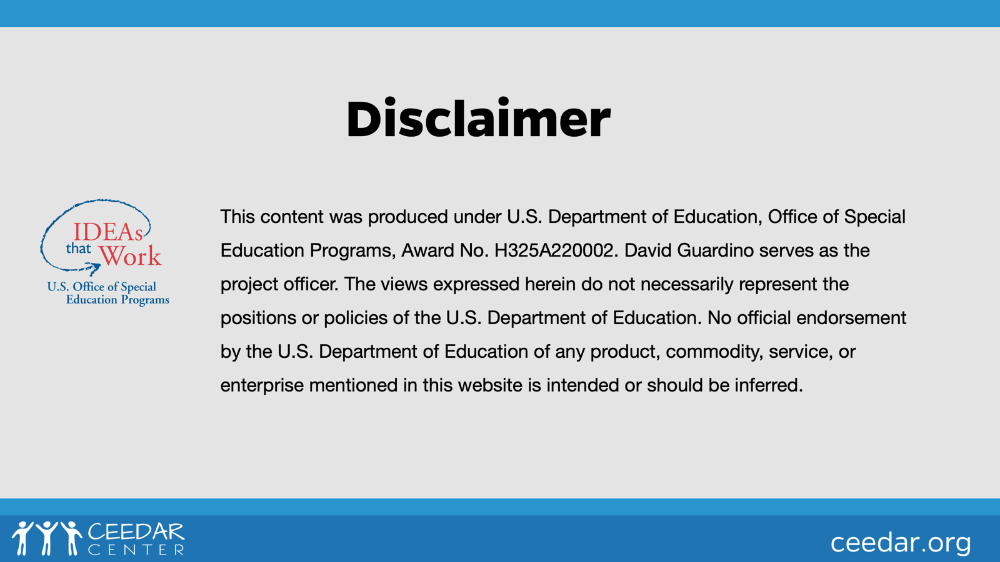 Disclaimer
IDEAs
that Work
U.S. Office of Special
Education Programs
This content was produced under U.S. Department of Education, Office of Special
Education Programs, Award No. H325A220002. David Guardino serves as the
project officer. The views expressed herein do not necessarily represent the
positions or policies of the U.S. Department of Education. No official endorsement
by the U.S. Department of Education of any product, commodity, service, or
enterprise mentioned in this website is intended or should be inferred.
CEEDAR
CENTER
ceedar.org